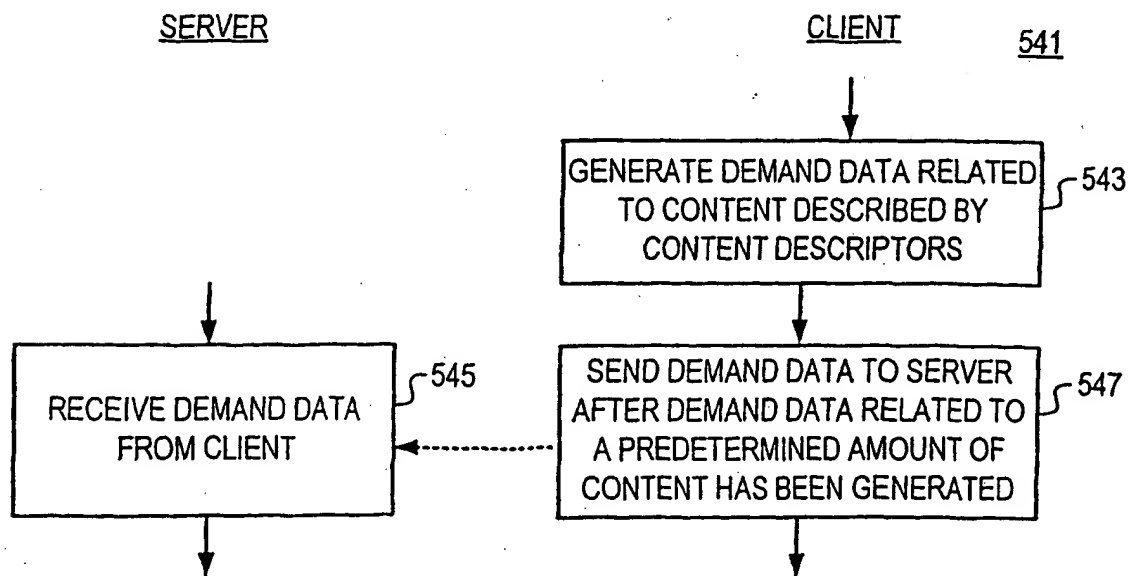 SERVER
CLIENT
541
GENERATE DEMAND DATA RELATED
TO CONTENT DESCRIBED BY
CONTENT DESCRIPTORS
543
RECEIVE DEMAND DATA
FROM CLIENT
545
SEND DEMAND DATA TO SERVER
AFTER DEMAND DATA RELATED TO
A PREDETERMINED AMOUNT OF
CONTENT HAS BEEN GENERATED
547